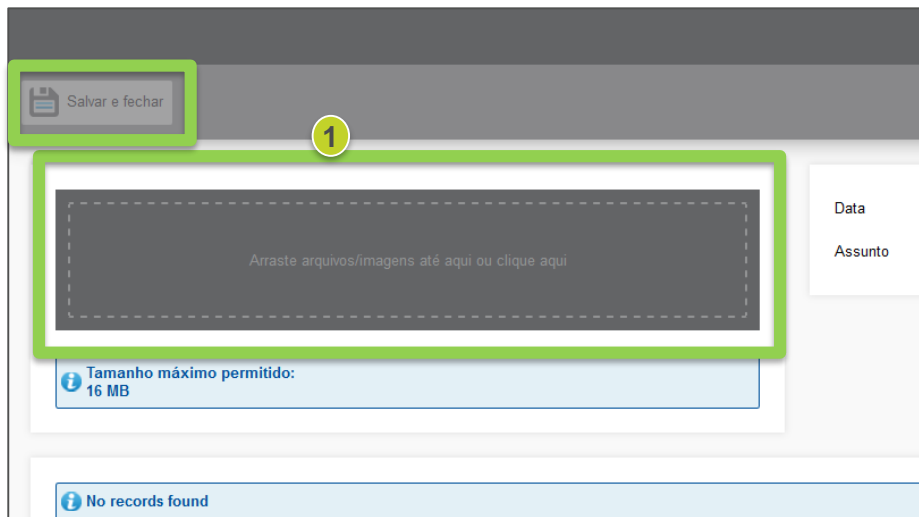 Salvar e fechar
1
Arraste arquivos/imagens até aqui ou clique aqui
Data
Assunto
Tamanho máximo permitido:
16 MB
No records found